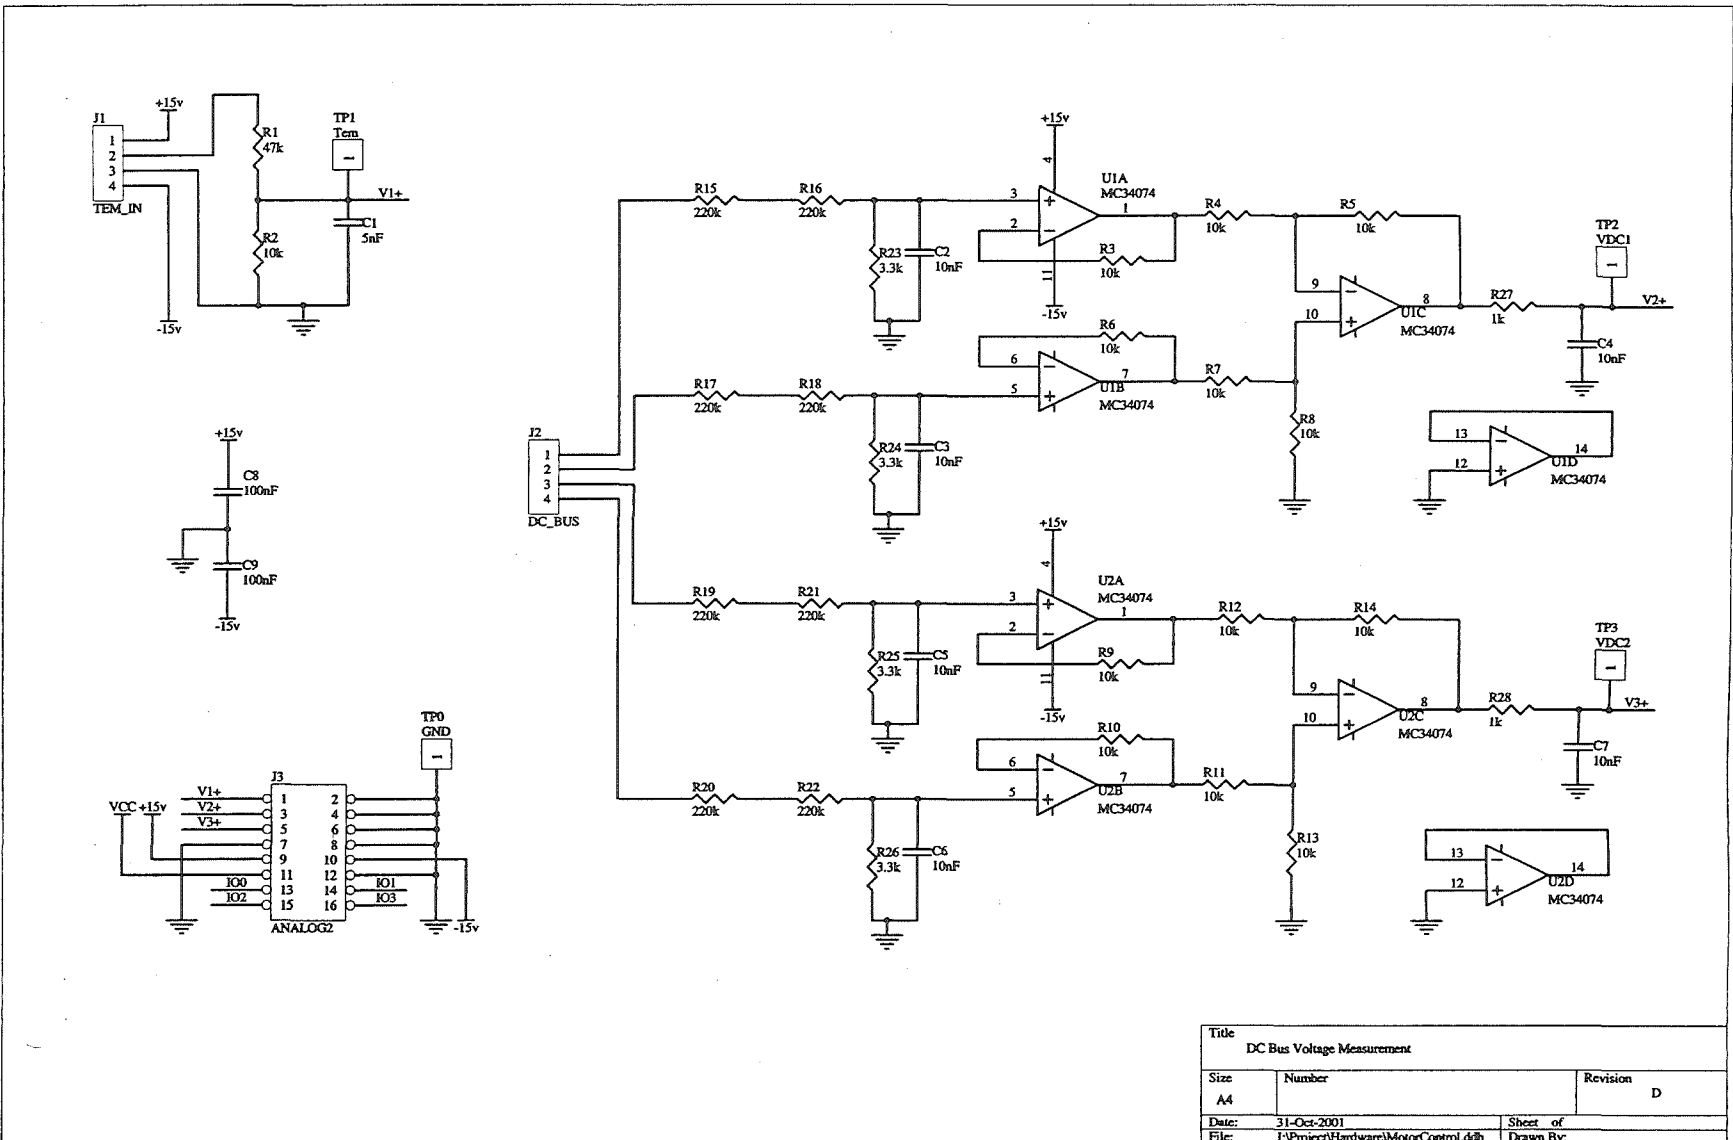 J1
+15v
1
2
3
4
TEM_IN
-15v
R1
47k
R2
10k
TP1
Tem
1
V1+
C1
5nF
+15v
C8
100nF
C9
100nF
-15v
TP0
GND
1
J3
V1+
V2+
V3+
VCC +15v
1 2
3 4
5 6
7 8
9 10
11 12
IO0 13 14 IO1
IO2 15 16 IO3
ANALOG2
-15v
J2
1
2
3
4
DC_BUS
R15
220k
R16
220k
R23
3.3k
C2
10nF
+15v
4
U1A
MC34074
3
2
1
11
-15v
R3
10k
R4
10k
R5
10k
R17
220k
R18
220k
R24
3.3k
C3
10nF
R6
10k
6
5
7
U1B
MC34074
R7
10k
R8
10k
9
10
8
U1C
MC34074
R27
1k
TP2
VDC1
1
V2+
C4
10nF
13
12
14
U1D
MC34074
R19
220k
R21
220k
R25
3.3k
C5
10nF
+15v
4
U2A
MC34074
3
2
1
11
-15v
R9
10k
R12
10k
R14
10k
R20
220k
R22
220k
R26
3.3k
C6
10nF
R10
10k
6
5
7
U2B
MC34074
R11
10k
R13
10k
9
10
8
U2C
MC34074
R28
1k
TP3
VDC2
1
V3+
C7
10nF
13
12
14
U2D
MC34074
Title
DC Bus Voltage Measurement
Size
A4
Number
Revision
D
Date: 31-Oct-2001 Sheet of
File: J:\Project\Hardware\MotorControl.ddb Drawn By: